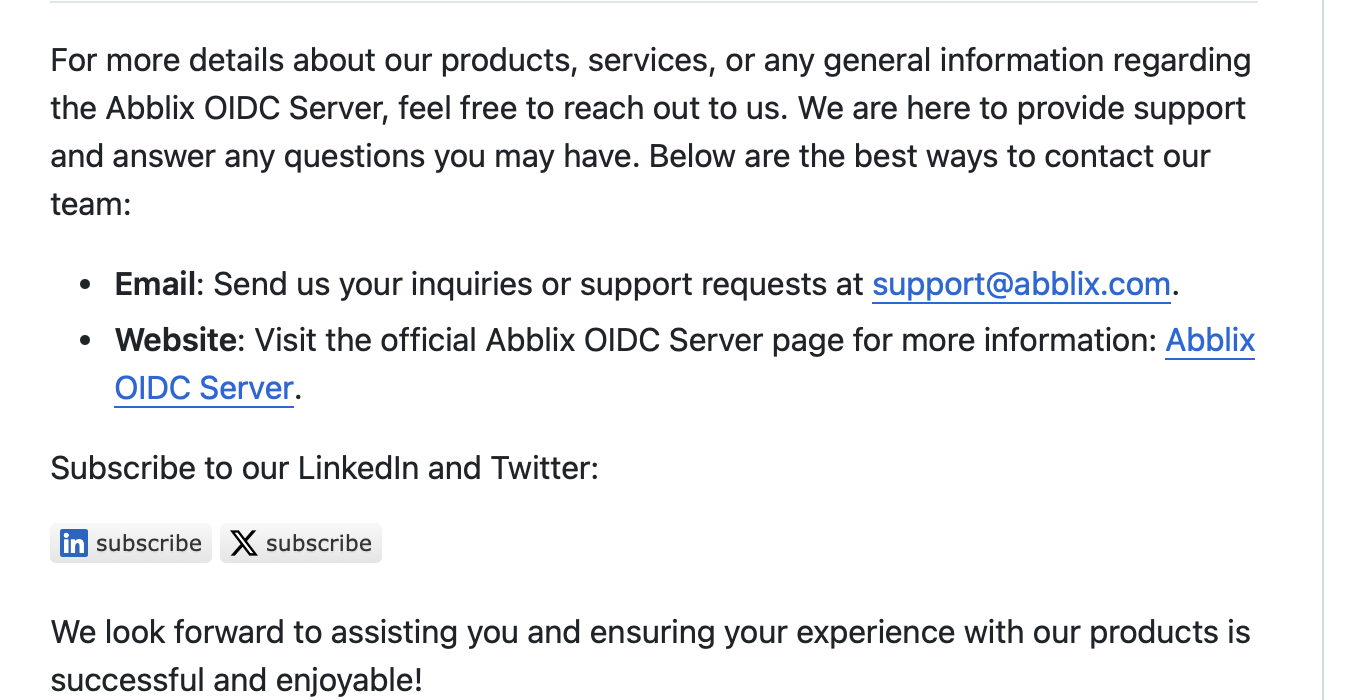 For more details about our products, services, or any general information regarding
the Abblix OIDC Server, feel free to reach out to us. We are here to provide support
and answer any questions you may have. Below are the best ways to contact our
team:
• Email: Send us your inquiries or support requests at support@abblix.com.
• Website: Visit the official Abblix OIDC Server page for more information: Abblix
OIDC Server.
Subscribe to our LinkedIn and Twitter:
in subscribe X subscribe
We look forward to assisting you and ensuring your experience with our products is
successful and enjoyable!